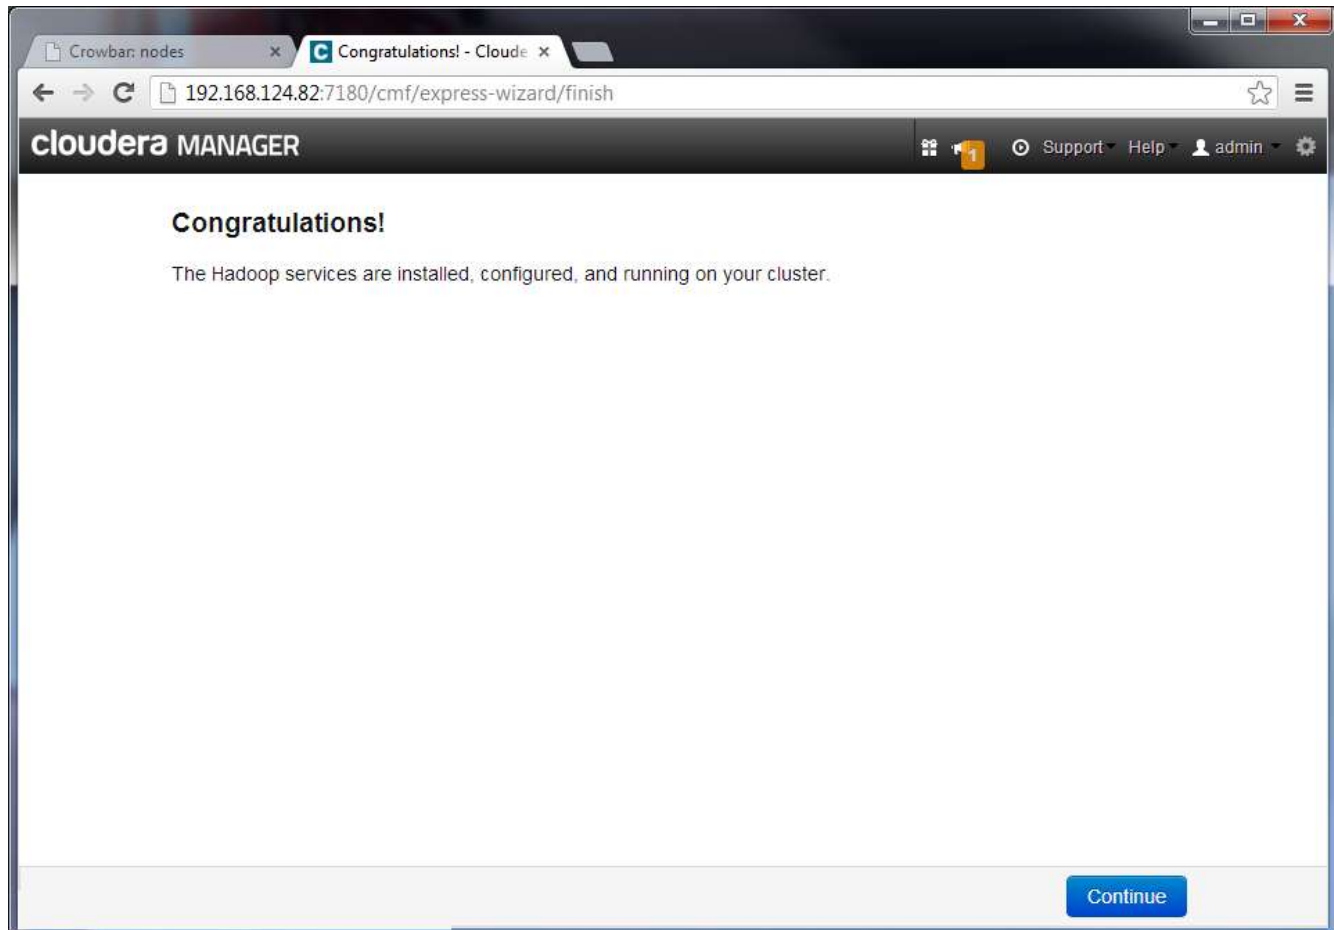 Crowbar: nodes
Congratulations! - Cloude
192.168.124.82:7180/cmf/express-wizard/finish
cloudera MANAGER
1
Support
Help
admin
Congratulations!
The Hadoop services are installed, configured, and running on your cluster.
Continue